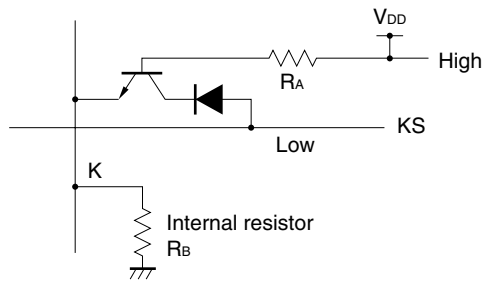 VDD
High
RA
KS
Low
K
Internal resistor
RB